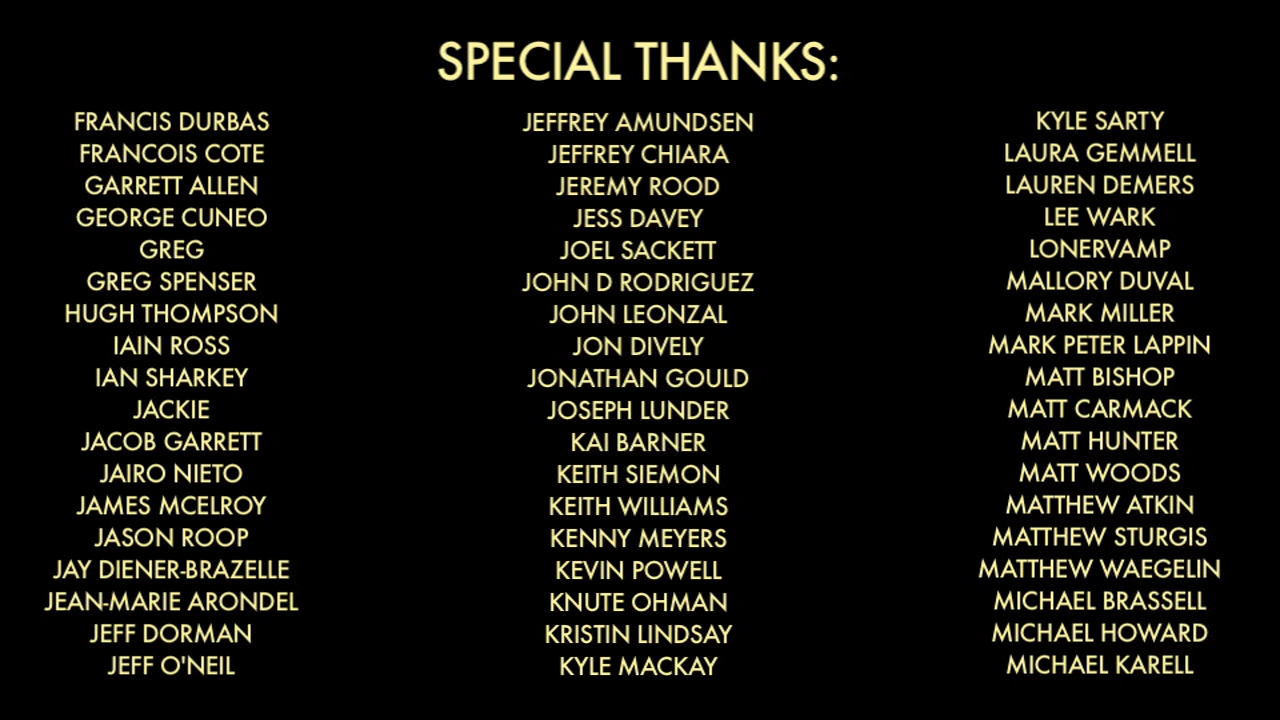 SPECIAL THANKS:
FRANCIS DURBAS
FRANCOIS COTE
GARRETT ALLEN
GEORGE CUNEO
GREG
GREG SPENSER
HUGH THOMPSON
IAIN ROSS
IAN SHARKEY
JACKIE
JACOB GARRETT
JAIRO NIETO
JAMES MCELROY
JASON ROOP
JAY DIENER-BRAZELLE
JEAN-MARIE ARONDEL
JEFF DORMAN
JEFF O'NEIL
JEFFREY AMUNDSEN
JEFFREY CHIARA
JEREMY ROOD
JESS DAVEY
JOEL SACKETT
JOHN D RODRIGUEZ
JOHN LEONZAL
JON DIVELY
JONATHAN GOULD
JOSEPH LUNDER
KAI BARNER
KEITH SIEMON
KEITH WILLIAMS
KENNY MEYERS
KEVIN POWELL
KNUTE OHMAN
KRISTIN LINDSAY
KYLE MACKAY
KYLE SARTY
LAURA GEMMELL
LAUREN DEMERS
LEE WARK
LONERVAMP
MALLORY DUVAL
MARK MILLER
MARK PETER LAPPIN
MATT BISHOP
MATT CARMACK
MATT HUNTER
MATT WOODS
MATTHEW ATKIN
MATTHEW STURGIS
MATTHEW WAEGELIN
MICHAEL BRASSELL
MICHAEL HOWARD
MICHAEL KARELL